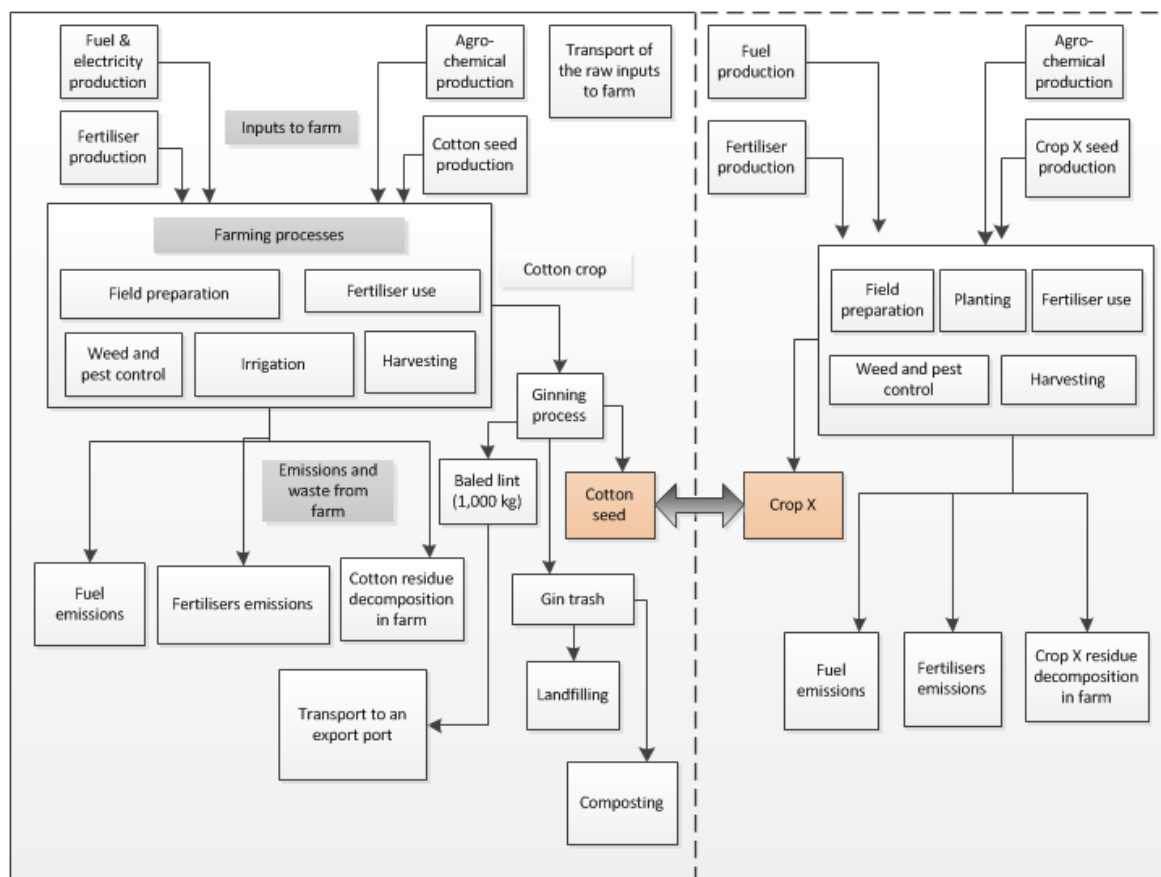 Fuel &
electricity
production
Agro-
chemical
production
Transport of
the raw inputs
to farm
Inputs to farm
Fertiliser
production
Cotton seed
production
Farming processes
Field preparation
Fertiliser use
Weed and
pest control
Irrigation
Harvesting
Cotton crop
Ginning
process
Emissions and
waste from
farm
Baled lint
(1,000 kg)
Cotton
seed
Fuel
emissions
Fertilisers emissions
Cotton residue
decomposition
in farm
Gin trash
Landfilling
Transport to an
export port
Composting
Fuel
production
Agro-
chemical
production
Fertiliser
production
Crop X seed
production
Field
preparation
Planting
Fertiliser use
Weed and pest
control
Harvesting
Crop X
Fuel
emissions
Fertilisers
emissions
Crop X residue
decomposition
in farm